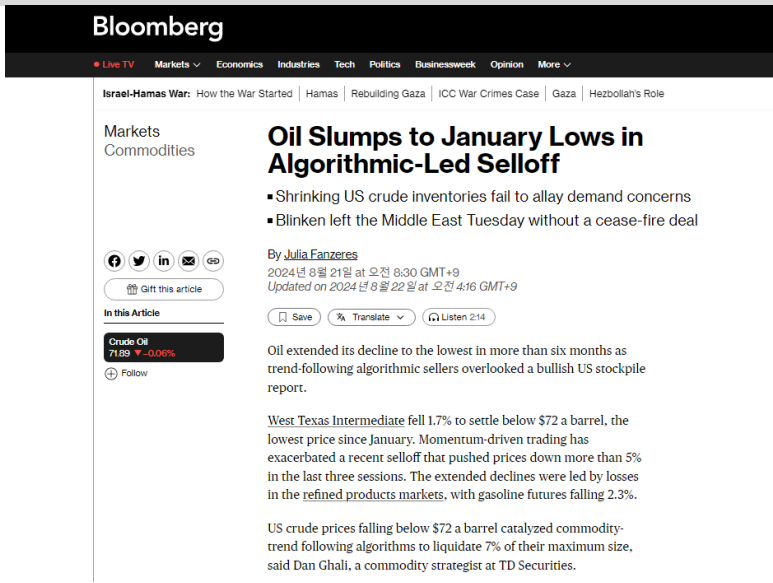 Bloomberg
Live TV Markets Economics Industries Tech Politics Businessweek Opinion More
Israel-Hamas War: How the War Started Hamas Rebuilding Gaza ICC War Crimes Case Gaza Hezbollah's Role
Markets
Commodities
Oil Slumps to January Lows in
Algorithmic-Led Selloff
▪ Shrinking US crude inventories fail to allay demand concerns
▪ Blinken left the Middle East Tuesday without a cease-fire deal
By Julia Fanzeres
2024년 8월 21일 at 오전 8:30 GMT+9
Updated on 2024년 8월 22일 at 오전 4:16 GMT+9
Gift this article
In this Article
Crude Oil
71.89 ▼ -0.06%
Follow
Save Translate Listen 2:14
Oil extended its decline to the lowest in more than six months as
trend-following algorithmic sellers overlooked a bullish US stockpile
report.
West Texas Intermediate fell 1.7% to settle below $72 a barrel, the
lowest price since January. Momentum-driven trading has
exacerbated a recent selloff that pushed prices down more than 5%
in the last three sessions. The extended declines were led by losses
in the refined products markets, with gasoline futures falling 2.3%.
US crude prices falling below $72 a barrel catalyzed commodity-
trend following algorithms to liquidate 7% of their maximum size,
said Dan Ghali, a commodity strategist at TD Securities.